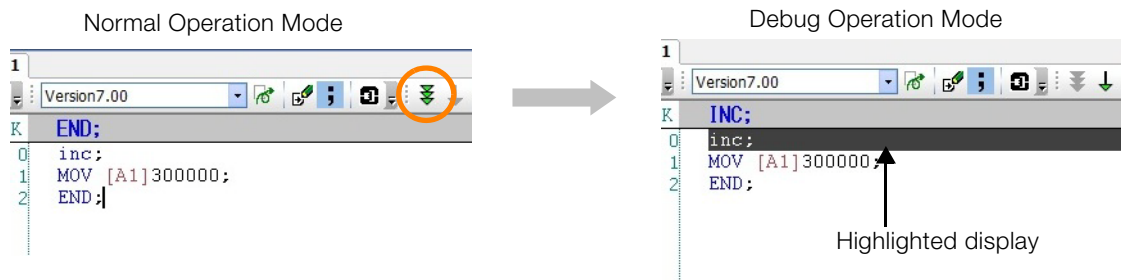 Normal Operation Mode
1
Version7.00
;
K END;
0 inc;
1 MOV [A1]300000;
2 END;
Debug Operation Mode
1
Version7.00
;
K INC;
0 inc;
1 MOV [A1]300000;
2 END;
Highlighted display